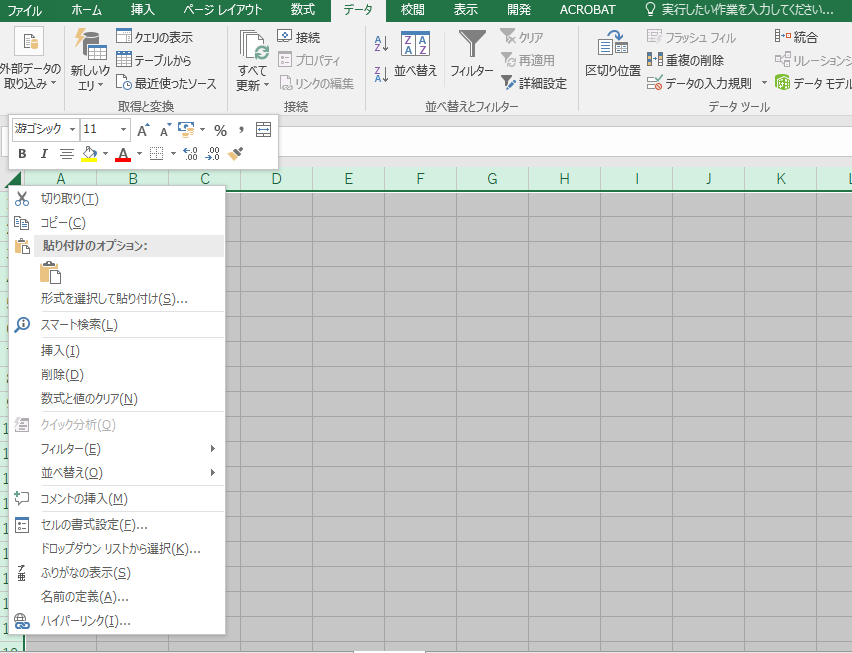 ファイル ホーム 挿入 ページ レイアウト 数式 データ 校閲 表示 開発 ACROBAT 実行したい作業を入力してください...
外部データの
取り込み
新しいク
エリ
クエリの表示
テーブルから
最近使ったソース
取得と変換
すべて
更新
接続
プロパティ
リンクの編集
接続
並べ替え
フィルター
クリア
再適用
詳細設定
並べ替えとフィルター
区切り位置
フラッシュ フィル
重複の削除
データの入力規則
統合
リレーションシ
データ モデル
データ ツール
游ゴシック 11 A A % ,
B I A .00
A B C D E F G H I J K L
切り取り(T)
コピー(C)
貼り付けのオプション:
形式を選択して貼り付け(S)...
スマート検索(L)
挿入(I)
削除(D)
数式と値のクリア(N)
クイック分析(Q)
フィルター(E)
並べ替え(O)
コメントの挿入(M)
セルの書式設定(F)...
ドロップダウン リストから選択(K)...
ふりがなの表示(S)
名前の定義(A)...
ハイパーリンク(I)...